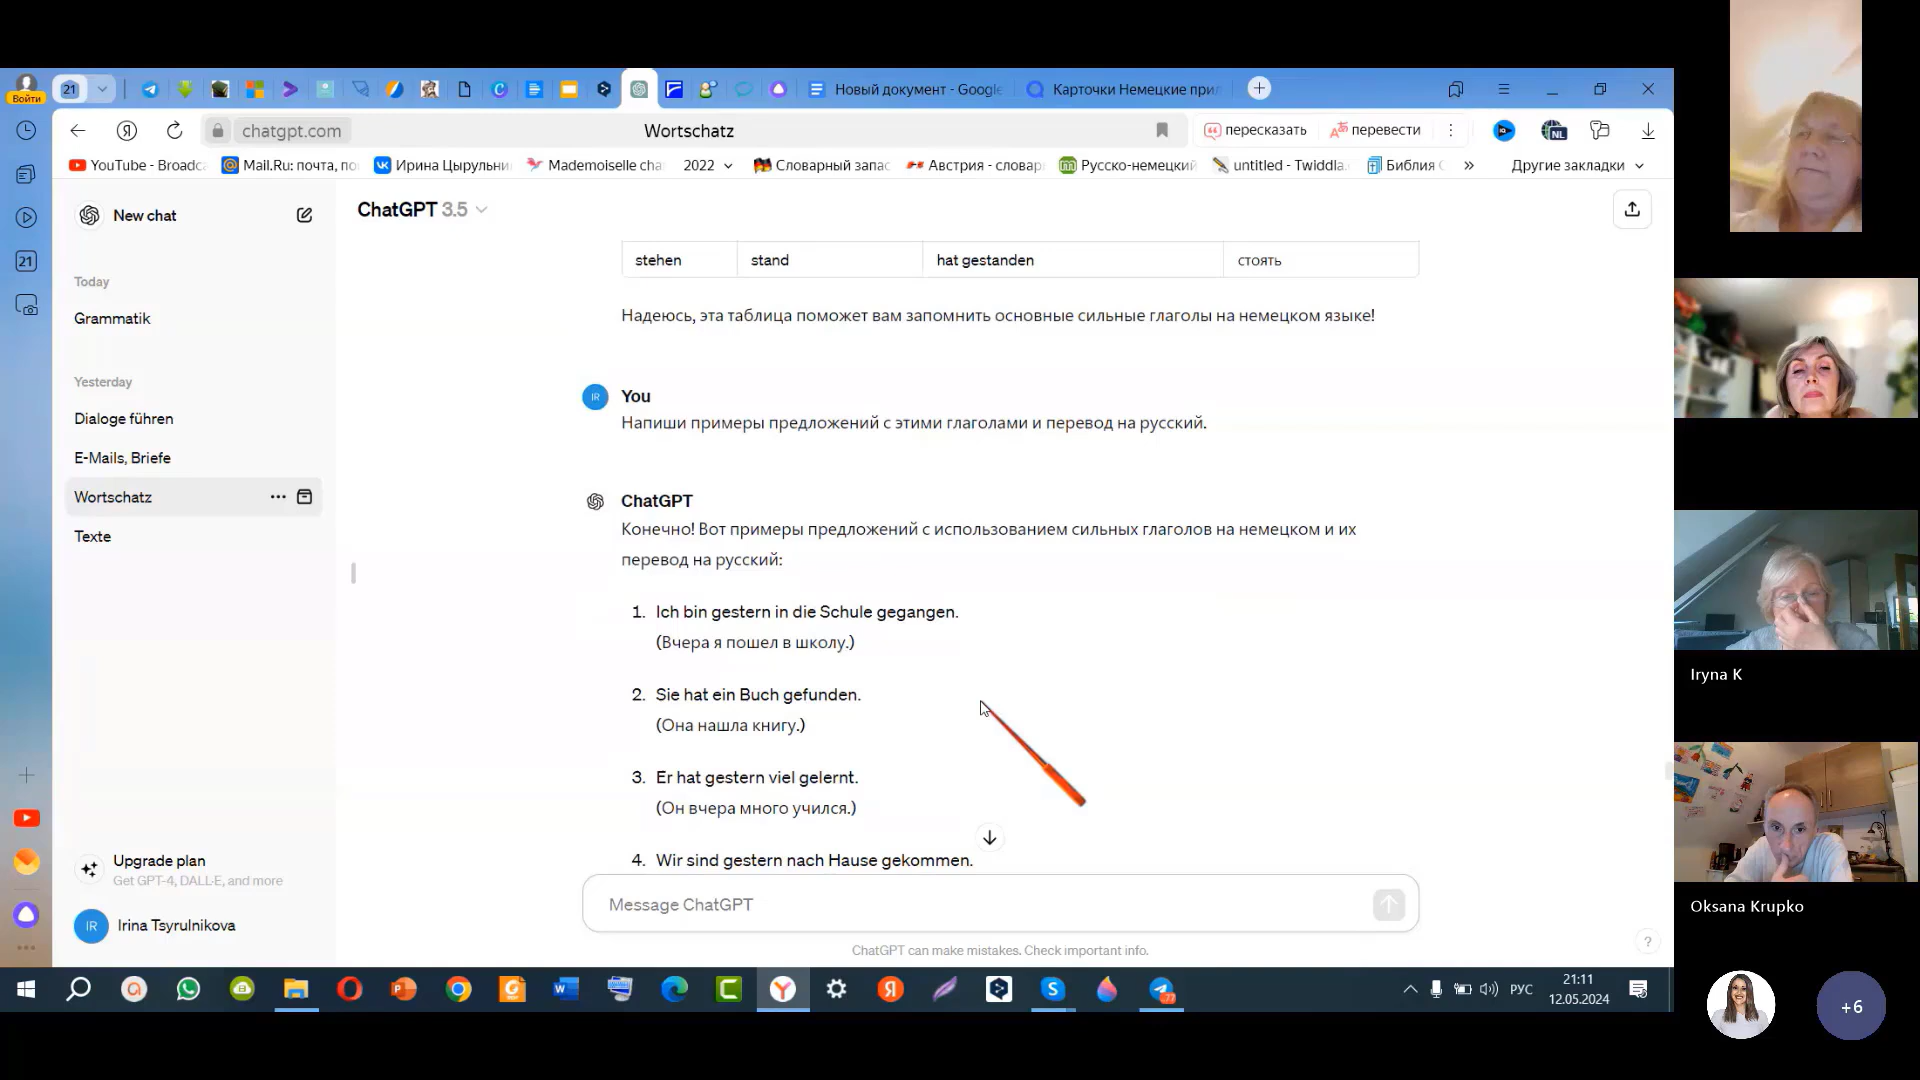 Войти
21
Новый документ - Google
Карточки Немецкие при
chatgpt.com
Wortschatz
пересказать
перевести
NL
YouTube - Broadca
Mail.Ru: почта, по
Ирина Цырульни
Mademoiselle cha
2022
Словарный запас
Австрия - словар
Русско-немецкий
untitled - Twiddla.
Библия
»
Другие закладки
21
New chat
Today
Grammatik
Yesterday
Dialoge führen
E-Mails, Briefe
Wortschatz
Texte
Upgrade plan
Get GPT-4, DALL·E, and more
IR
Irina Tsyrulnikova
ChatGPT 3.5
stehen stand hat gestanden стоять
Надеюсь, эта таблица поможет вам запомнить основные сильные глаголы на немецком языке!
IR
You
Напиши примеры предложений с этими глаголами и перевод на русский.
ChatGPT
Конечно! Вот примеры предложений с использованием сильных глаголов на немецком и их
перевод на русский:
1. Ich bin gestern in die Schule gegangen.
(Вчера я пошел в школу.)
2. Sie hat ein Buch gefunden.
(Она нашла книгу.)
3. Er hat gestern viel gelernt.
(Он вчера много учился.)
4. Wir sind gestern nach Hause gekommen.
Message ChatGPT
ChatGPT can make mistakes. Check important info.
?
РУС
21:11
12.05.2024
Iryna K
Oksana Krupko
+6